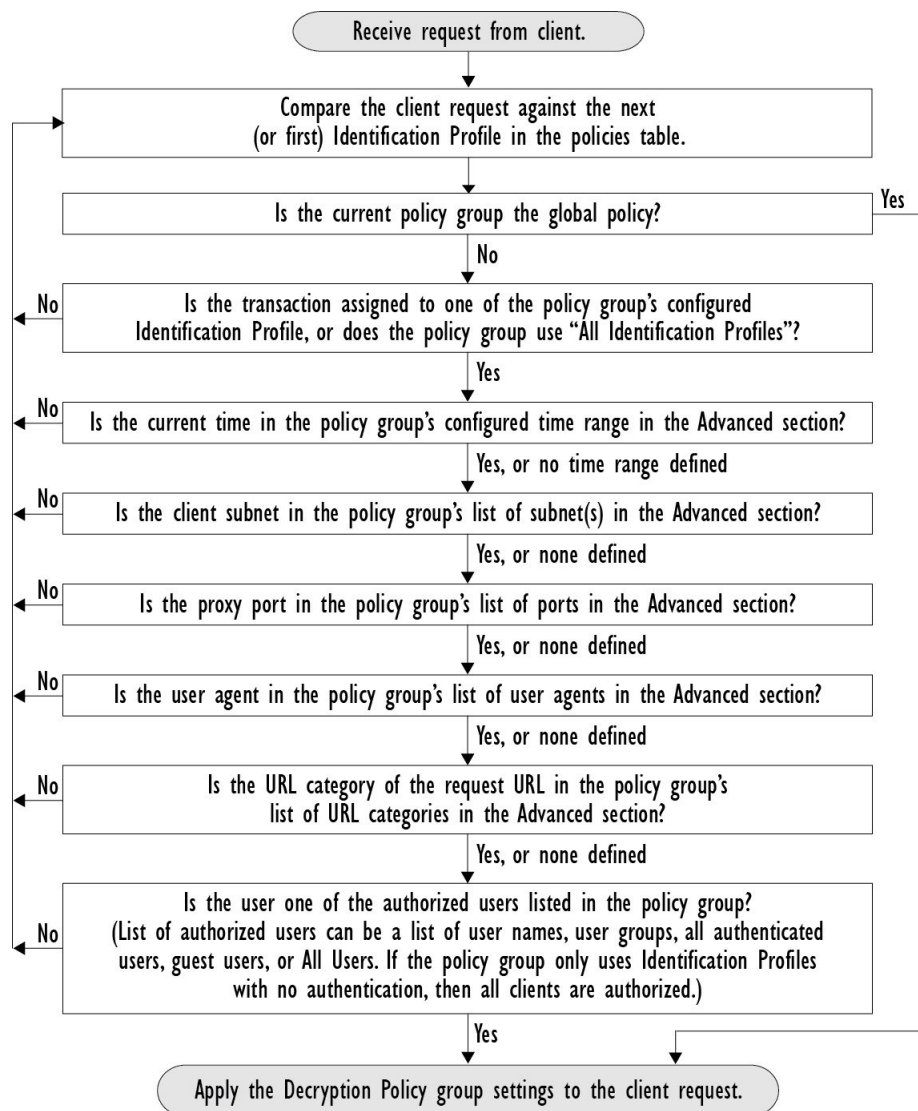 Receive request from client.
Compare the client request against the next
(or first) Identification Profile in the policies table.
Is the current policy group the global policy?
Yes
No
Is the transaction assigned to one of the policy group's configured
Identification Profile, or does the policy group use “All Identification Profiles”?
No
Yes
Is the current time in the policy group's configured time range in the Advanced section?
No
Yes, or no time range defined
Is the client subnet in the policy group's list of subnet(s) in the Advanced section?
No
Yes, or none defined
Is the proxy port in the policy group's list of ports in the Advanced section?
No
Yes, or none defined
Is the user agent in the policy group's list of user agents in the Advanced section?
No
Yes, or none defined
Is the URL category of the request URL in the policy group's
list of URL categories in the Advanced section?
No
Yes, or none defined
Is the user one of the authorized users listed in the policy group?
(List of authorized users can be a list of user names, user groups, all authenticated
users, guest users, or All Users. If the policy group only uses Identification Profiles
with no authentication, then all clients are authorized.)
No
Yes
Apply the Decryption Policy group settings to the client request.